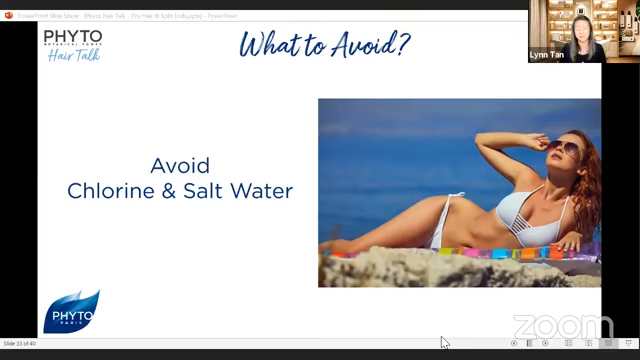 PowerPoint Slide Show - [Phyto Hair Talk - Dry Hair & Split Ends.pptx] - PowerPoint
PHYTO
BOTANICAL POWER
Hair Talk
What to Avoid?
Lynn Tan
Avoid
Chlorine & Salt Water
PHYTO
PARIS
Slide 33 of 40
zoom